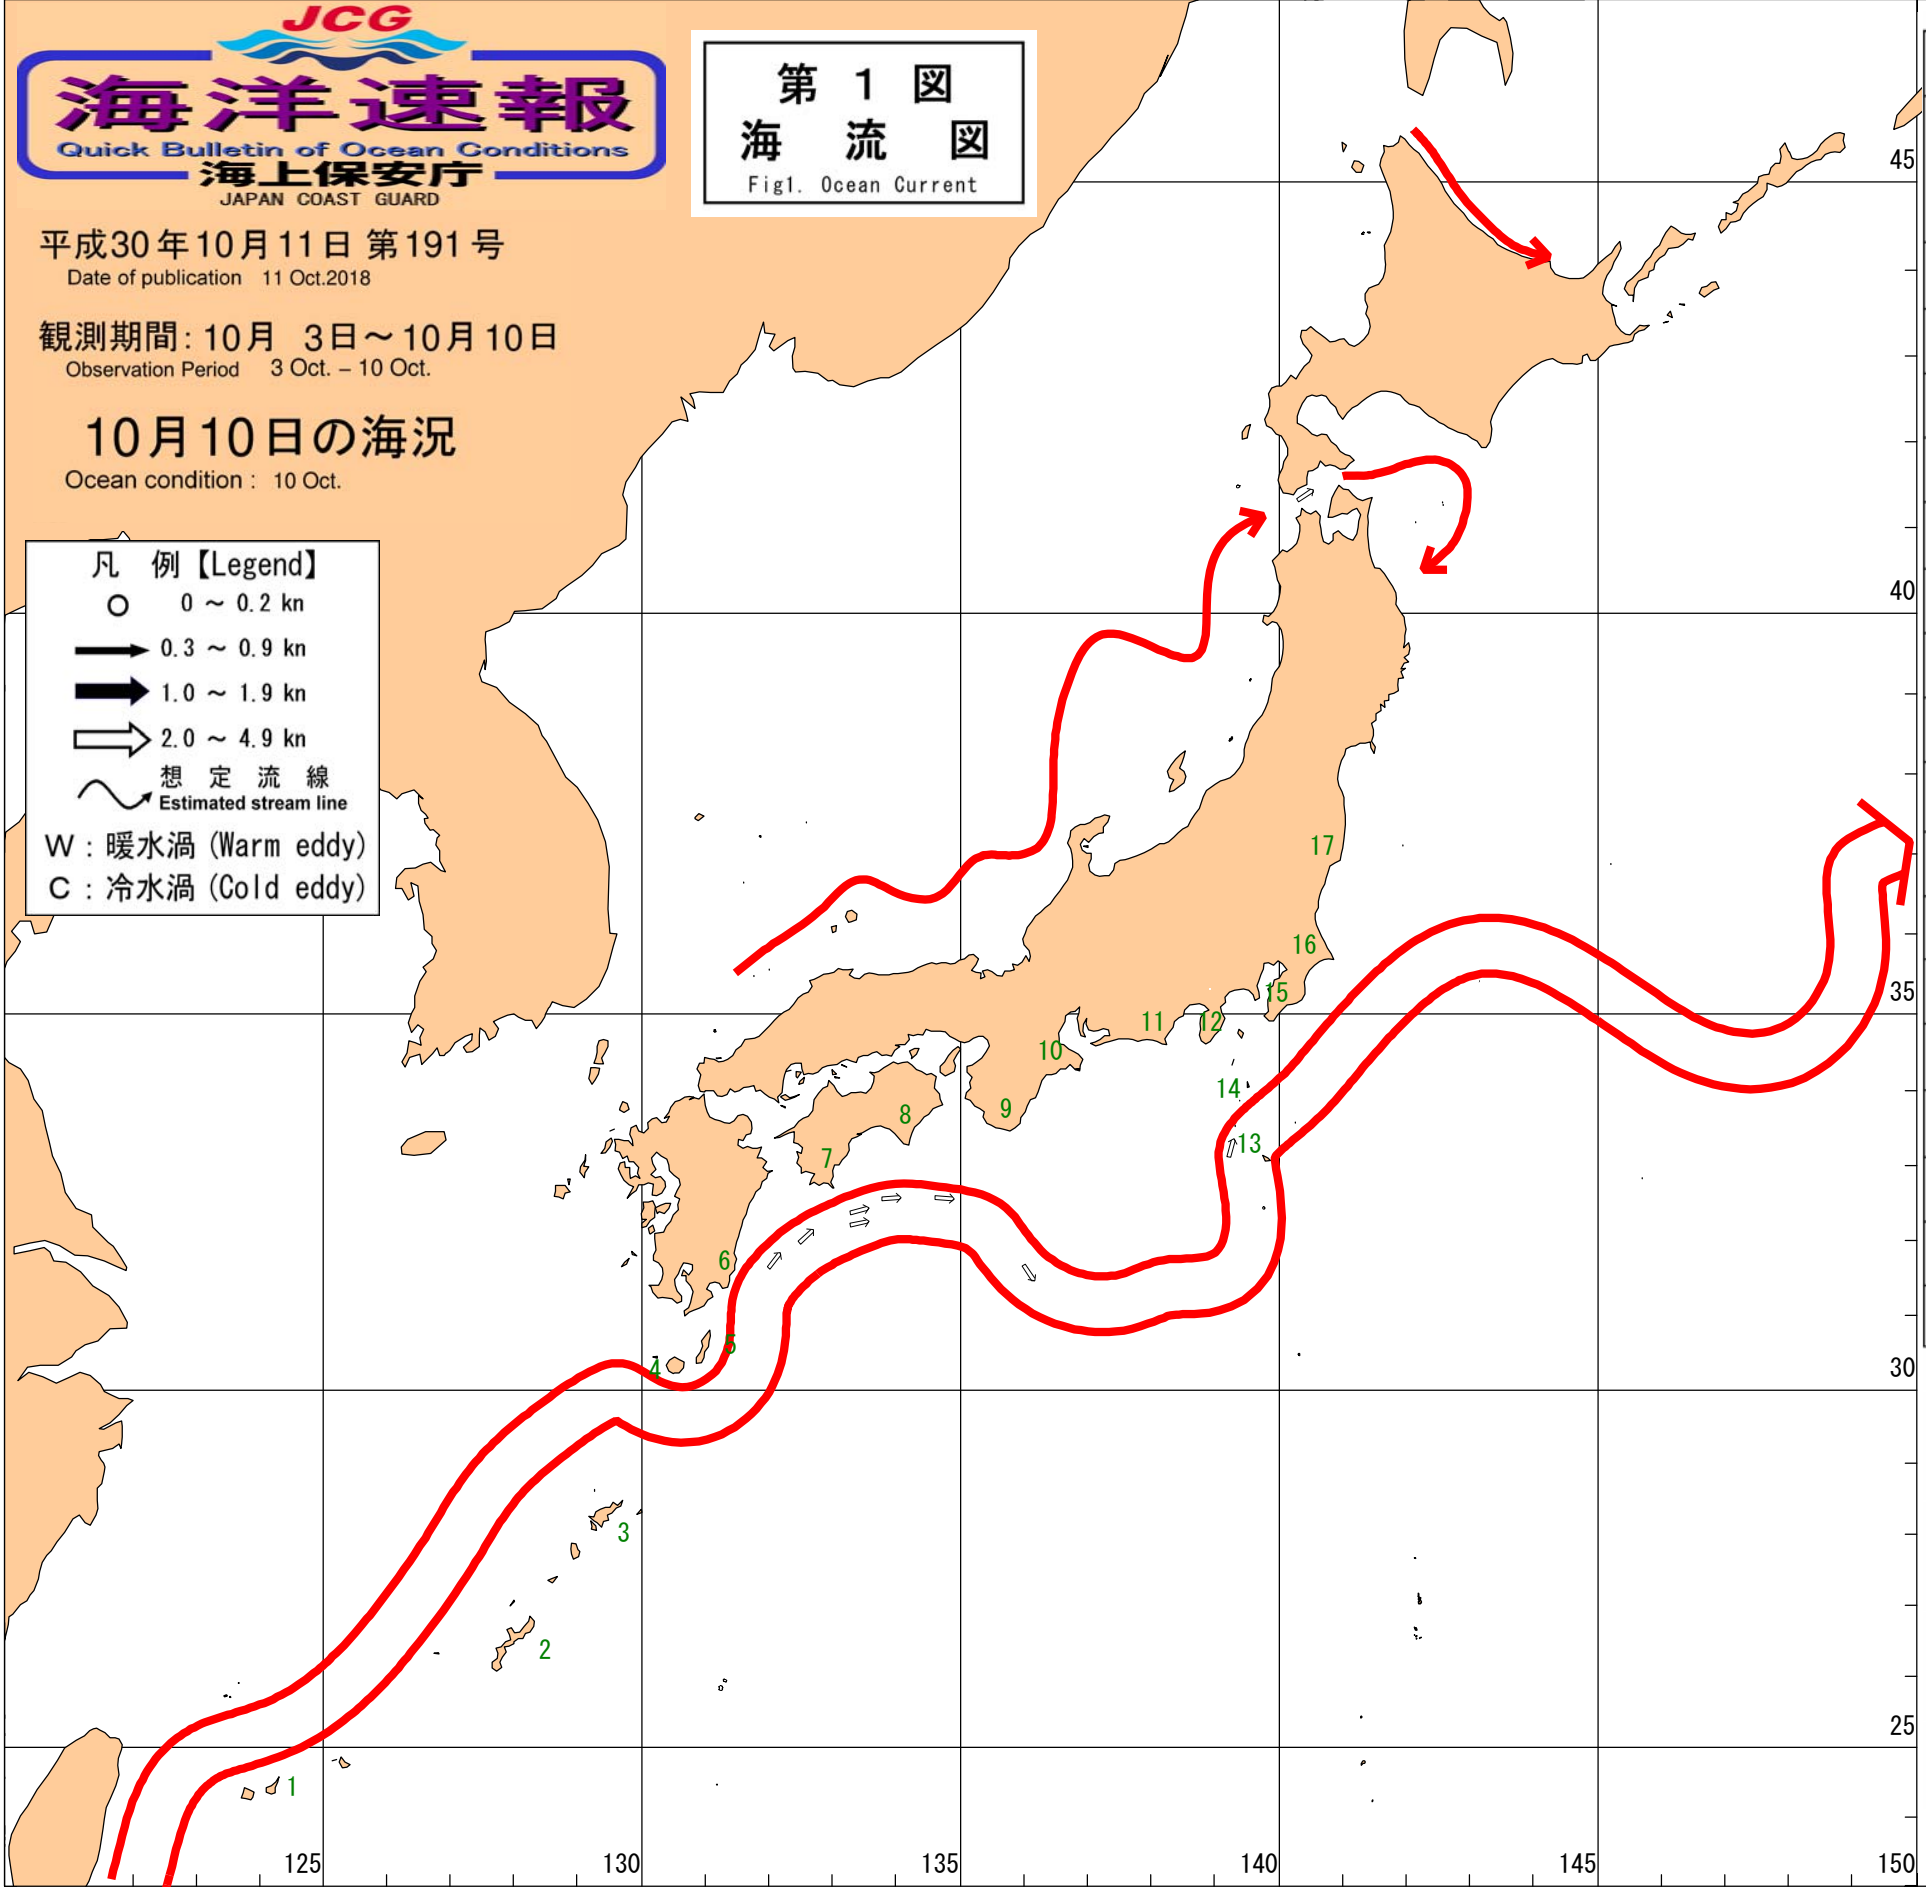 JCG
海洋速報
Quick Bulletin of Ocean Conditions
海上保安庁
JAPAN COAST GUARD
平成30年10月11日 第191号
Date of publication 11 Oct.2018
観測期間: 10月 3日～10月10日
Observation Period 3 Oct. – 10 Oct.
10月10日の海況
Ocean condition : 10 Oct.
第 1 図
海 流 図
Fig1. Ocean Current
凡 例【Legend】
0 ～ 0.2 kn
0.3 ～ 0.9 kn
1.0 ～ 1.9 kn
2.0 ～ 4.9 kn
想 定 流 線
Estimated stream line
W : 暖水渦 (Warm eddy)
C : 冷水渦 (Cold eddy)
45
40
17
16
15
35
11
12
10
14
9
8
13
7
6
5
4
30
3
2
25
1
125
130
135
140
145
150